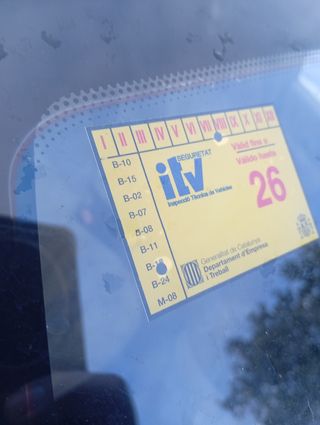 I II III IV V VI VII VIII IX X XI XII
B-10
B-15
B-02
B-07
B-08
B-11
B-24
M-08
SEGURETAT
itv
Inspecció Tècnica de Vehicles
Vàlid fins a
Válido hasta
26
Generalitat de Catalunya
Departament d'Empresa
i Treball